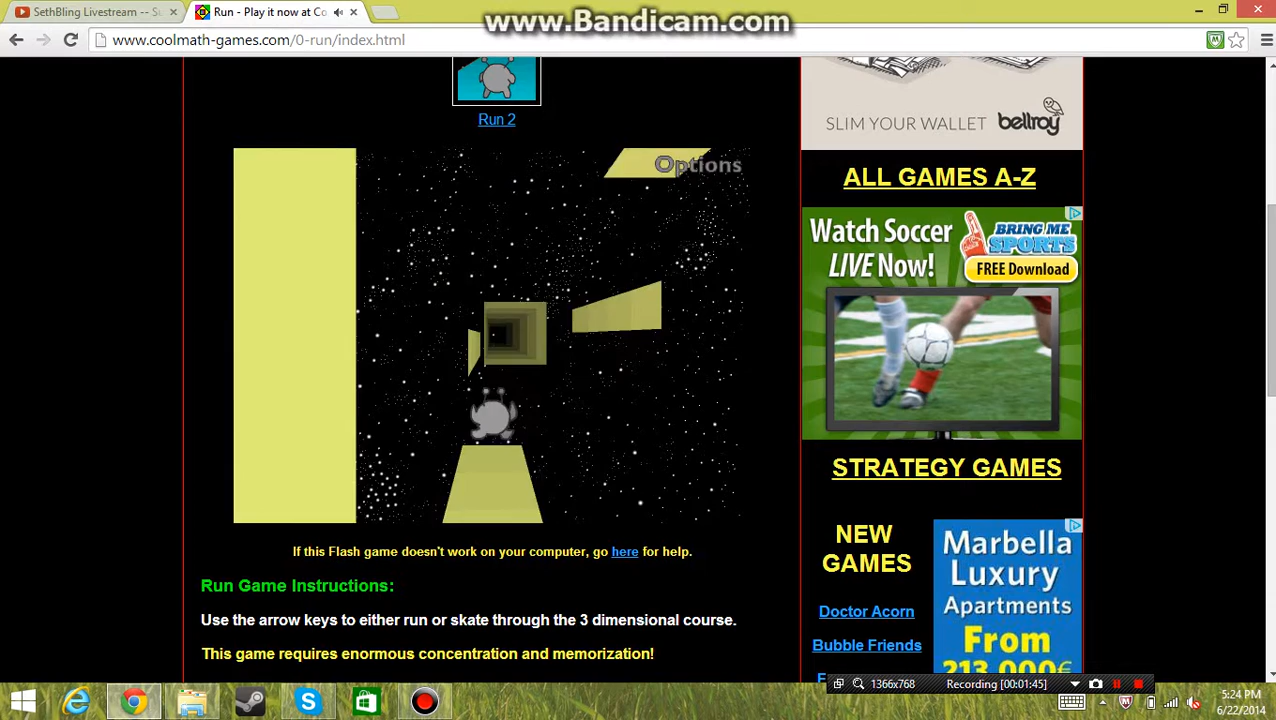 SethBling Livestream -- Su
Run - Play it now at Co
www.Bandicam.com
www.coolmath-games.com/0-run/index.html
Run 2
Options
SLIM YOUR WALLET bellroy
ALL GAMES A-Z
Watch Soccer
LIVE Now!
BRING ME
SPORTS
FREE Download
STRATEGY GAMES
NEW
GAMES
Marbella
Luxury
Apartments
From
213.000€
If this Flash game doesn't work on your computer, go here for help.
Run Game Instructions:
Doctor Acorn
Use the arrow keys to either run or skate through the 3 dimensional course.
Bubble Friends
This game requires enormous concentration and memorization!
1366x768
Recording [00:01:45]
5:24 PM
6/22/2014